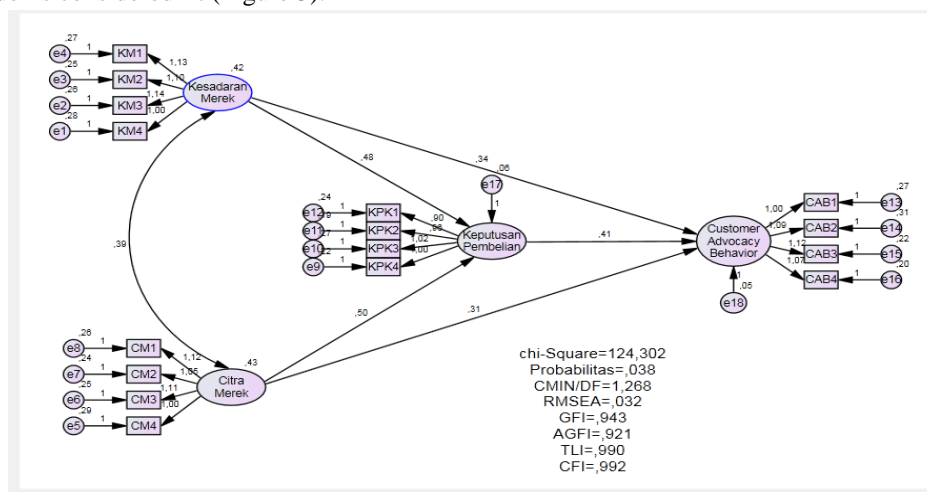 ,27
e4 1 KM1
,25
e3 1 KM2
,26
e2 1 KM3
,28
e1 1 KM4
1,13
1,14
1,00
,42
Kesadaran
Merek
,39
,48
,34
,06
e17
1
,24
e12 1 KPK1
e11 1 KPK2
e10 1 KPK3
e9 1 KPK4
,90
1,02
1,00
Keputusan
Pembelian
,41
,50
,31
Customer
Advocacy
Behavior
1
,05
e18
1,00
1,09
1,12
1,07
,27
CAB1 1 e13
,31
CAB2 1 e14
,22
CAB3 1 e15
,20
CAB4 1 e16
,26
e8 1 CM1
,24
e7 1 CM2
,25
e6 1 CM3
,29
e5 1 CM4
1,12
1,05
1,11
1,00
,43
Citra
Merek
chi-Square=124,302
Probabilitas=,038
CMIN/DF=1,268
RMSEA=,032
GFI=,943
AGFI=,921
TLI=,990
CFI=,992